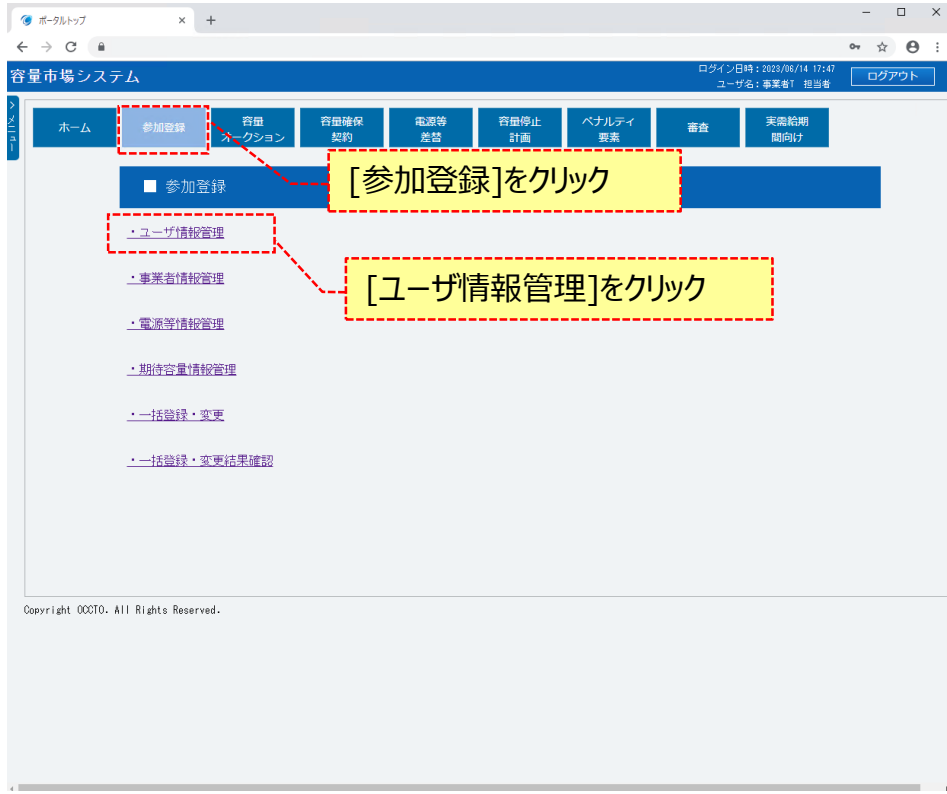 ポータルトップ
容量市場システム
ログイン日時：2023/06/14 17:47
ユーザ名：事業者T 担当者
ログアウト
メニュー
ホーム
参加登録
容量
オークション
容量確保
契約
電源等
差替
容量停止
計画
ペナルティ
要素
審査
実需給期
間向け
[参加登録]をクリック
■ 参加登録
・ユーザ情報管理
[ユーザ情報管理]をクリック
・事業者情報管理
・電源等情報管理
・期待容量情報管理
・一括登録・変更
・一括登録・変更結果確認
Copyright OCCTO. All Rights Reserved.